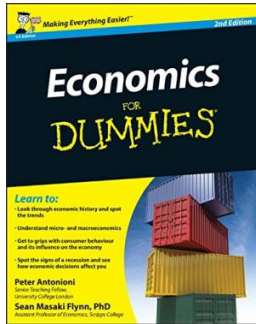 Making Everything Easier!™
2nd Edition
UK Edition
Economics
FOR
DUMMIES®
Learn to:
• Look through economic history and spot
the trends
• Understand micro- and macroeconomics
• Get to grips with consumer behaviour
and its influence on the economy
• Spot the signs of a recession and see
how economic decisions affect you
Peter Antonioni
Senior Teaching Fellow,
University College London
Sean Masaki Flynn, PhD
Assistant Professor of Economics, Scripps College